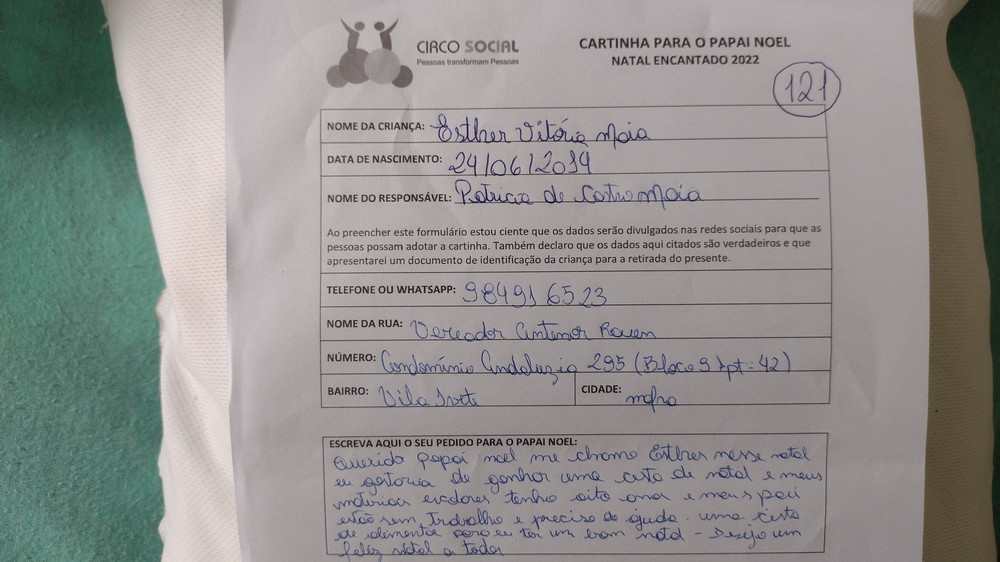 CIRCO SOCIAL
Pessoas transformam Pessoas
CARTINHA PARA O PAPAI NOEL
NATAL ENCANTADO 2022
121
NOME DA CRIANÇA: Esther Vitória Maia
DATA DE NASCIMENTO: 24/06/2014
NOME DO RESPONSÁVEL: Patricia de Castro Maia
Ao preencher este formulário estou ciente que os dados serão divulgados nas redes sociais para que as
pessoas possam adotar a cartinha. Também declaro que os dados aqui citados são verdadeiros e que
apresentarei um documento de identificação da criança para a retirada do presente.
TELEFONE OU WHATSAPP: 984916523
NOME DA RUA: Vereador Antenor
NÚMERO: Condomínio Andaluzia 295 (Bloco 9 Apt: 42)
BAIRRO: Vila Ivete CIDADE: mafra
ESCREVA AQUI O SEU PEDIDO PARA O PAPAI NOEL:
Querido papai noel me chamo Esther nesse natal
eu gostaria de ganhar uma cesta de natal e meus
materiais tenho oito anos e meus pai
estão sem trabalho e preciso de ajuda. uma cesta
de alimento para eu ter um bom natal - Desejo um
feliz natal a todos